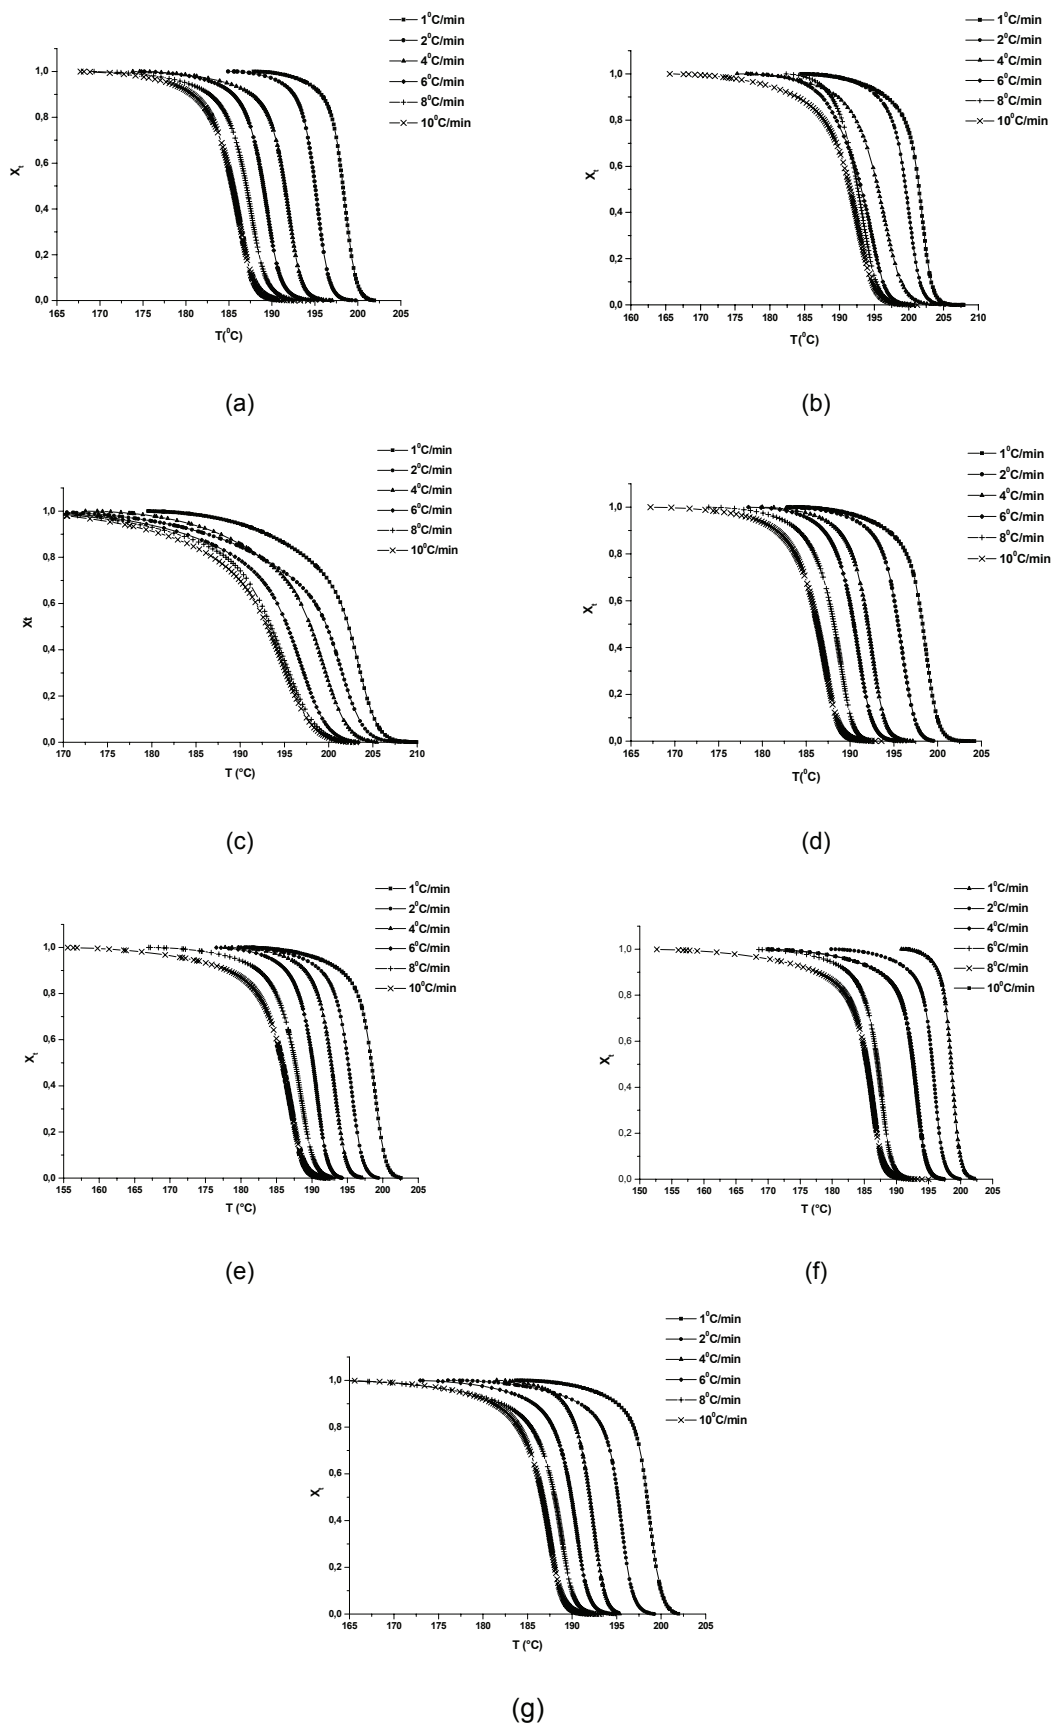 1⁰C/min
2⁰C/min
4⁰C/min
6⁰C/min
8⁰C/min
10⁰C/min
1,0
0,8
0,6
0,4
0,2
0,0
Xt
165 170 175 180 185 190 195 200 205
T(⁰C)
(a)
1⁰C/min
2⁰C/min
4⁰C/min
6⁰C/min
8⁰C/min
10⁰C/min
1,0
0,8
0,6
0,4
0,2
0,0
Xt
160 165 170 175 180 185 190 195 200 205 210
T(⁰C)
(b)
1⁰C/min
2⁰C/min
4⁰C/min
6⁰C/min
8⁰C/min
10⁰C/min
1,0
0,8
0,6
0,4
0,2
0,0
Xt
170 175 180 185 190 195 200 205 210
T (°C)
(c)
1⁰C/min
2⁰C/min
4⁰C/min
6⁰C/min
8⁰C/min
10⁰C/min
1,0
0,8
0,6
0,4
0,2
0,0
Xt
165 170 175 180 185 190 195 200 205
T(⁰C)
(d)
1⁰C/min
2⁰C/min
4⁰C/min
6⁰C/min
8⁰C/min
10⁰C/min
1,0
0,8
0,6
0,4
0,2
0,0
Xt
155 160 165 170 175 180 185 190 195 200 205
T (°C)
(e)
1⁰C/min
2⁰C/min
4⁰C/min
6⁰C/min
8⁰C/min
10⁰C/min
1,0
0,8
0,6
0,4
0,2
0,0
Xt
150 155 160 165 170 175 180 185 190 195 200 205
T (°C)
(f)
1⁰C/min
2⁰C/min
4⁰C/min
6⁰C/min
8⁰C/min
10⁰C/min
1,0
0,8
0,6
0,4
0,2
0,0
Xt
165 170 175 180 185 190 195 200 205
T (°C)
(g)